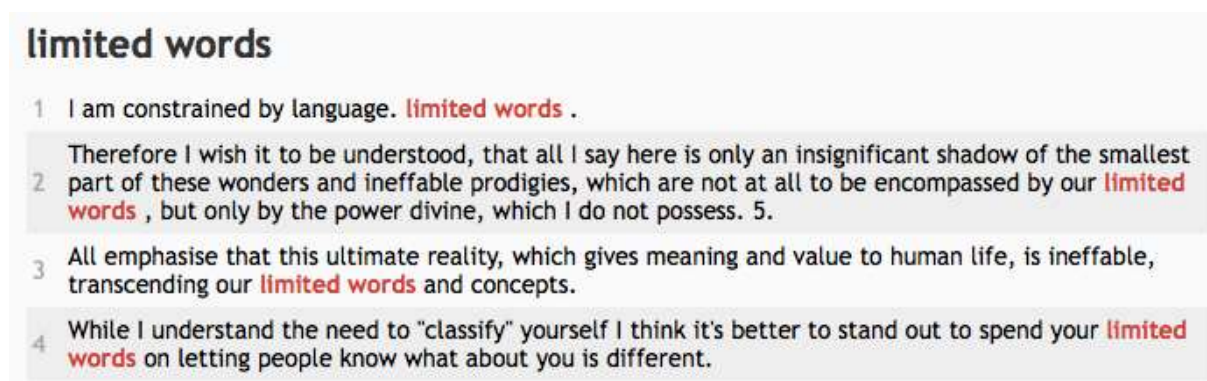 limited words
1 I am constrained by language. limited words .
Therefore I wish it to be understood, that all I say here is only an insignificant shadow of the smallest
2 part of these wonders and ineffable prodigies, which are not at all to be encompassed by our limited
words , but only by the power divine, which I do not possess. 5.
All emphasise that this ultimate reality, which gives meaning and value to human life, is ineffable,
3
transcending our limited words and concepts.
While I understand the need to "classify" yourself I think it's better to stand out to spend your limited
4
words on letting people know what about you is different.